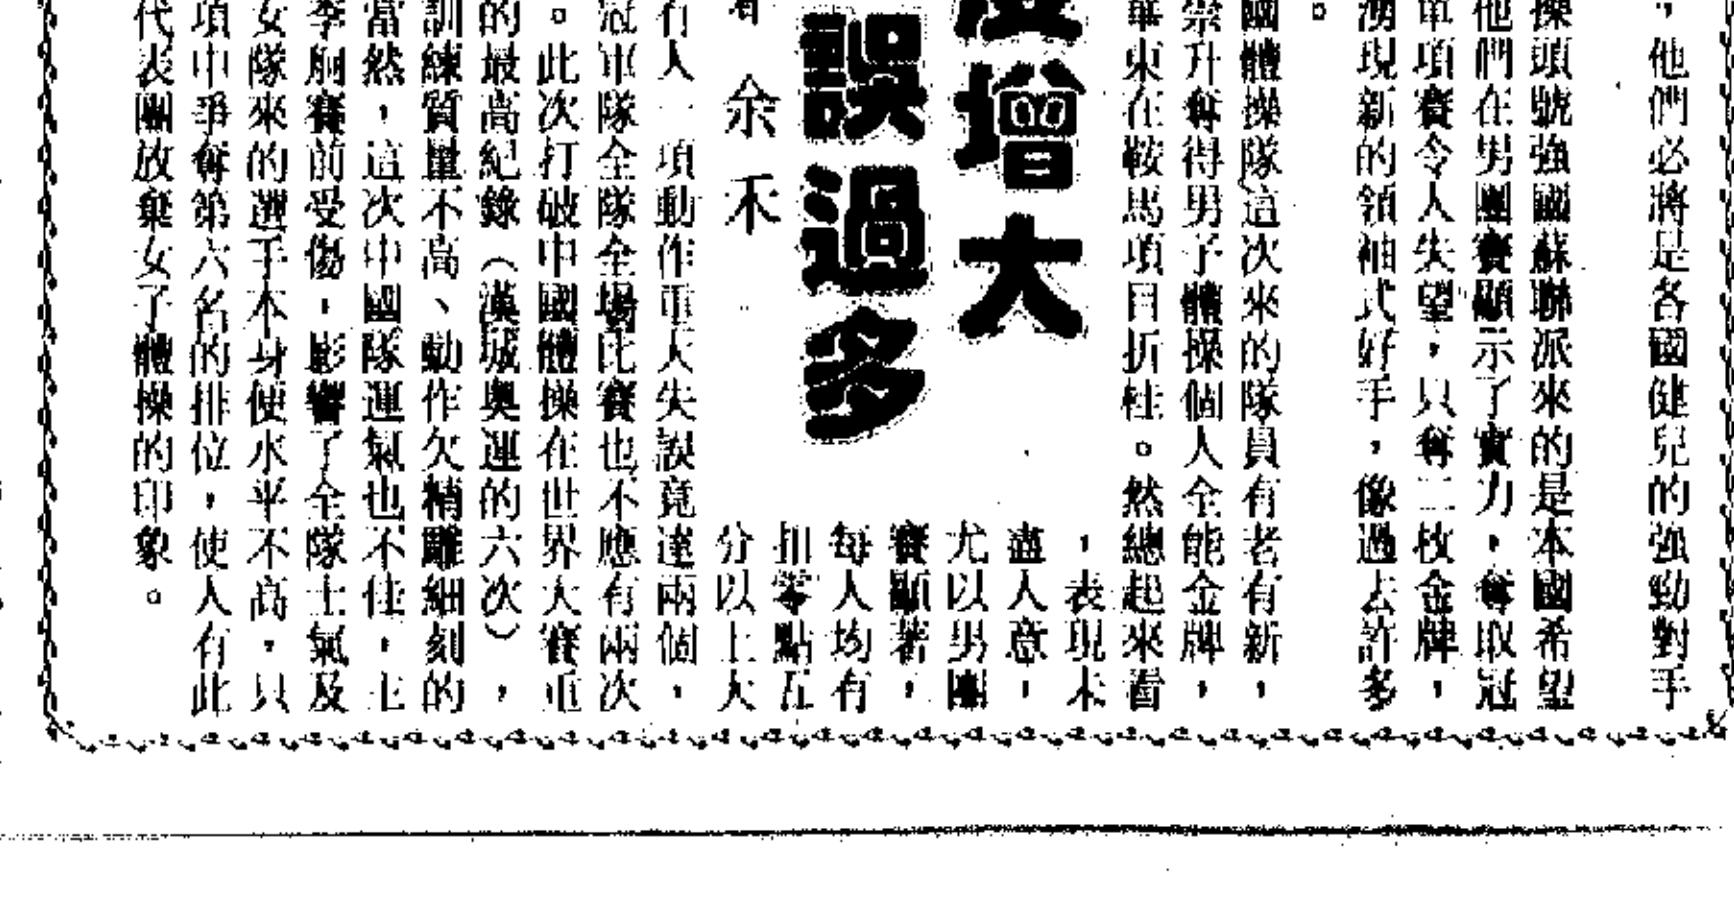 ，他們必將是各國健兒的強勁對手
操頭號強國蘇聯派來的是本國希望
他們在男團賽顯示了實力，奪取冠
單項賽令人失望，只奪二枚金牌，
湧現新的領袖式好手，像過去許多
。
國體操隊這次來的隊員有老有新，
崇升奪得男子體操個人全能金牌，
華東在鞍馬項目折桂。然總起來看
，表現未
盡人意，
尤以男團
賽顯著，
每人均有
扣零點五
分以上大
度增大
誤過多
余禾
有人一項動作重大失誤竟達兩個，
冠軍隊全隊全場比賽也不應有兩次
。此次打破中國體操在世界大賽重
的最高紀錄（漢城奧運的六次），
訓練質量不高、動作欠精雕細刻的
當然，這次中國隊運氣也不佳，主
李朐賽前受傷，影響了全隊士氣及
女隊來的選手本身便水平不高，只
項中爭奪第六名的排位，使人有此
代表團放棄女子體操的印象。